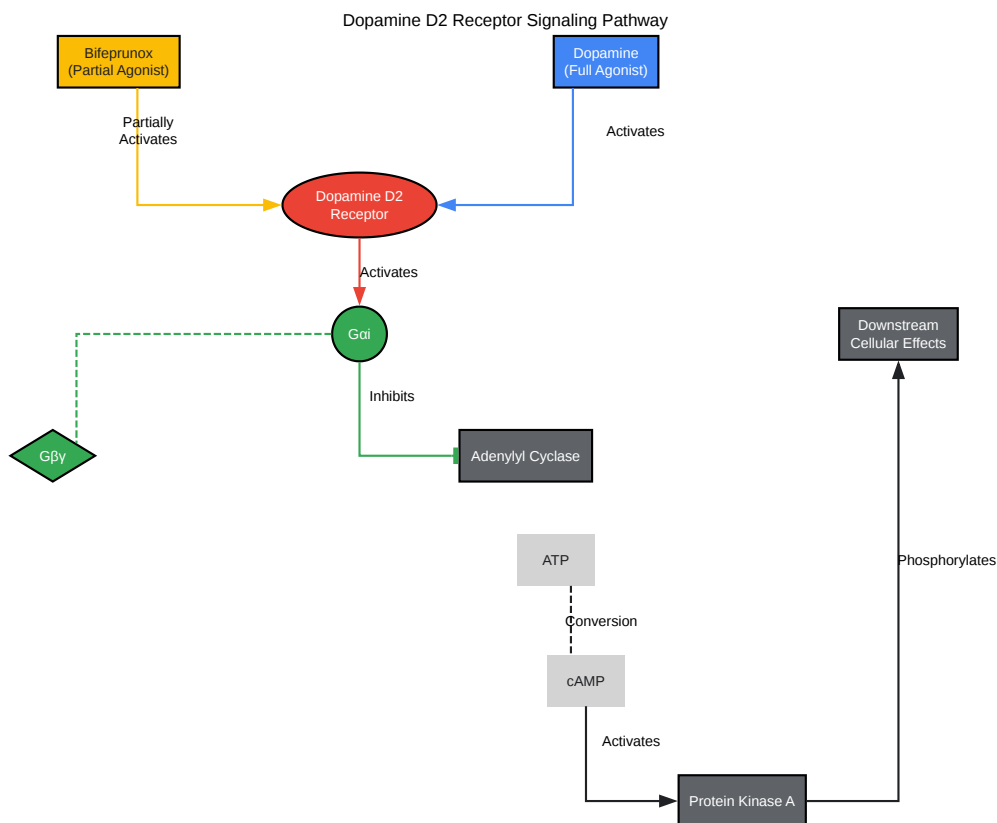 Dopamine D2 Receptor Signaling Pathway
Bifeprunox
(Partial Agonist)
Dopamine
(Full Agonist)
Partially
Activates
Activates
Dopamine D2
Receptor
Activates
Gαi
Downstream
Cellular Effects
Inhibits
Gβγ
Adenylyl Cyclase
ATP
Phosphorylates
Conversion
cAMP
Activates
Protein Kinase A